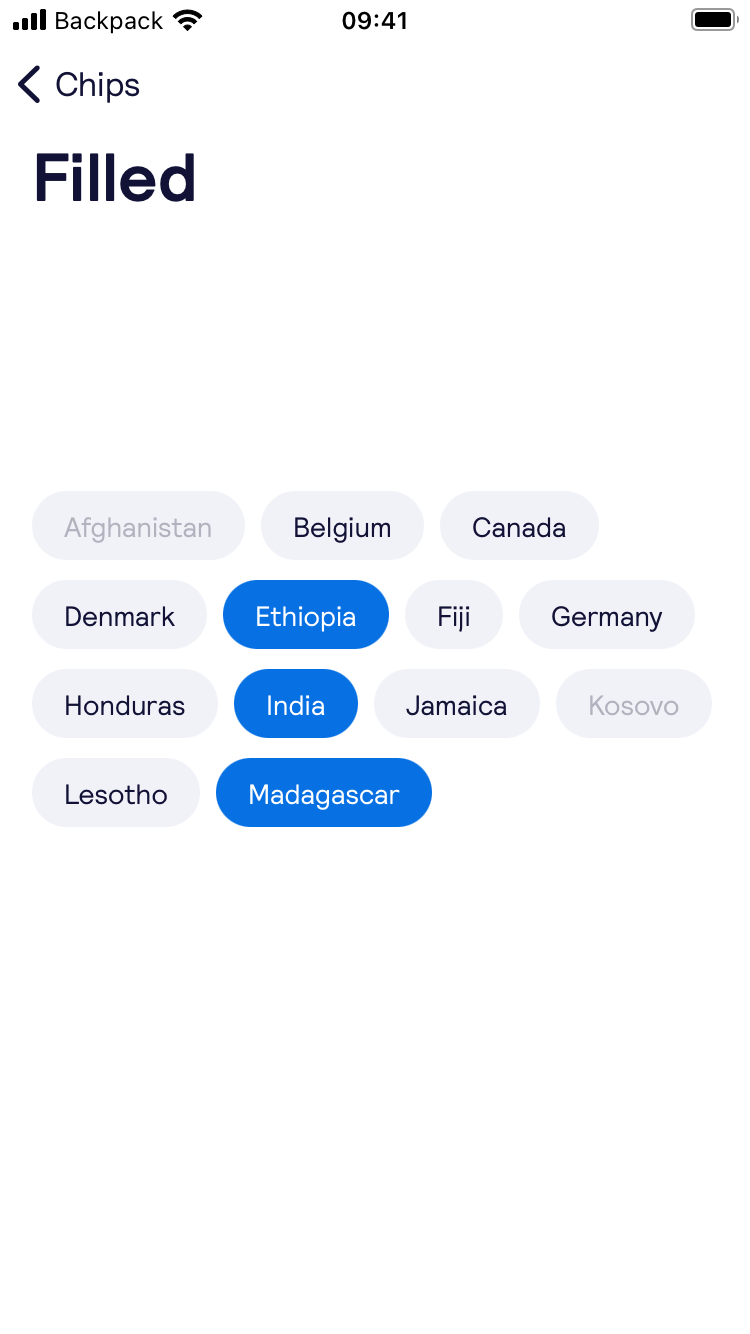 Backpack 09:41
Chips
Filled
Afghanistan Belgium Canada
Denmark Ethiopia Fiji Germany
Honduras India Jamaica Kosovo
Lesotho Madagascar